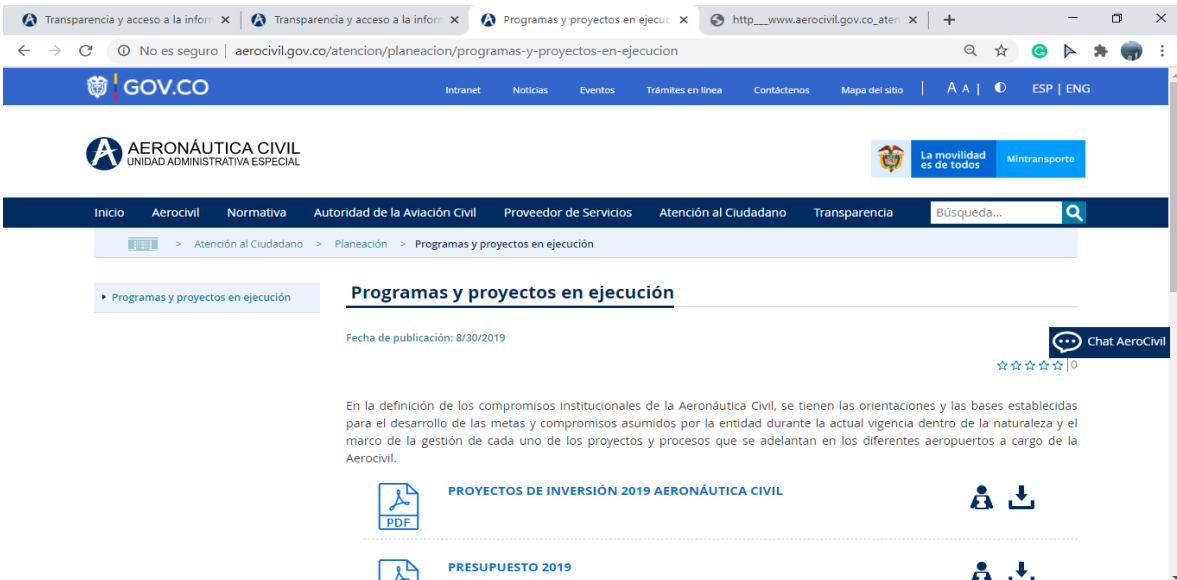 Transparencia y acceso a la inform
Transparencia y acceso a la inform
Programas y proyectos en ejecuc
http___www.aerocivil.gov.co_aten
No es seguro | aerocivil.gov.co/atencion/planeacion/programas-y-proyectos-en-ejecucion
GOV.CO
Intranet Noticias Eventos Trámites en línea Contáctenos Mapa del sitio | A A | ESP | ENG
AERONÁUTICA CIVIL
UNIDAD ADMINISTRATIVA ESPECIAL
La movilidad
es de todos
Mintransporte
Inicio Aerocivil Normativa Autoridad de la Aviación Civil Proveedor de Servicios Atención al Ciudadano Transparencia Búsqueda...
> Atención al Ciudadano > Planeación > Programas y proyectos en ejecución
Programas y proyectos en ejecución
Programas y proyectos en ejecución
Fecha de publicación: 8/30/2019
Chat AeroCivil
0
En la definición de los compromisos institucionales de la Aeronáutica Civil, se tienen las orientaciones y las bases establecidas
para el desarrollo de las metas y compromisos asumidos por la entidad durante la actual vigencia dentro de la naturaleza y el
marco de la gestión de cada uno de los proyectos y procesos que se adelantan en los diferentes aeropuertos a cargo de la
Aerocivil.
PROYECTOS DE INVERSIÓN 2019 AERONÁUTICA CIVIL
PDF
PRESUPUESTO 2019